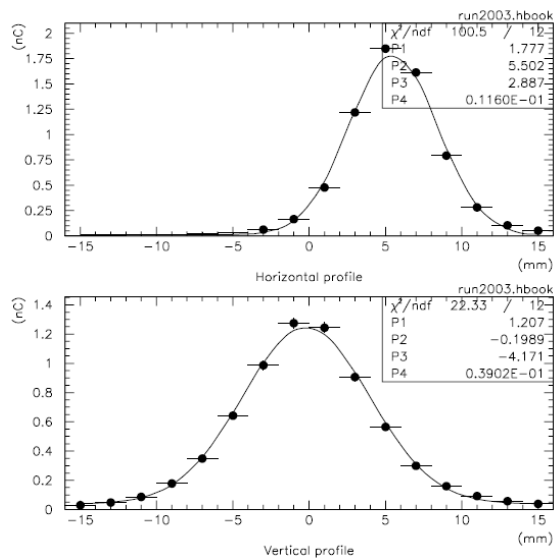 run2003.hbook
(nC)
χ²/ndf 100.5 / 12
P1 1.777
P2 5.502
P3 2.887
P4 0.1160E-01
2
1.75
1.5
1.25
1
0.75
0.5
0.25
0
−15 −10 −5 0 5 10 15
(mm)
Horizontal profile
run2003.hbook
(nC)
χ²/ndf 22.33 / 12
P1 1.207
P2 −0.1989
P3 −4.171
P4 0.3902E-01
1.4
1.2
1
0.8
0.6
0.4
0.2
0
−15 −10 −5 0 5 10 15
(mm)
Vertical profile